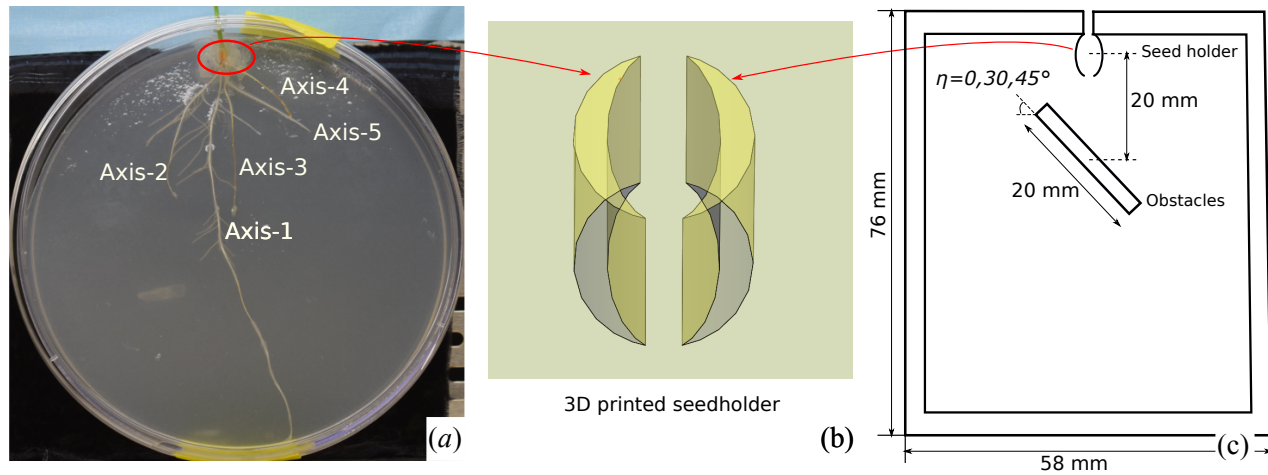 Axis-4
Axis-5
Axis-2
Axis-3
Axis-1
(a)
3D printed seedholder
(b)
76 mm
Seed holder
η=0,30,45°
20 mm
20 mm
Obstacles
58 mm
(c)